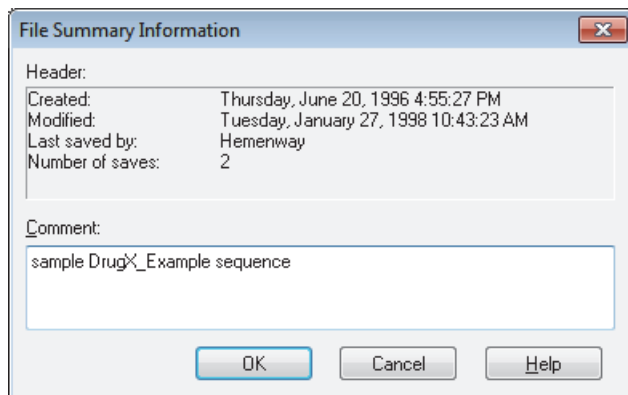 File Summary Information
Header:
Created: Thursday, June 20, 1996 4:55:27 PM
Modified: Tuesday, January 27, 1998 10:43:23 AM
Last saved by: Hemenway
Number of saves: 2
Comment:
sample DrugX_Example sequence
OK Cancel Help